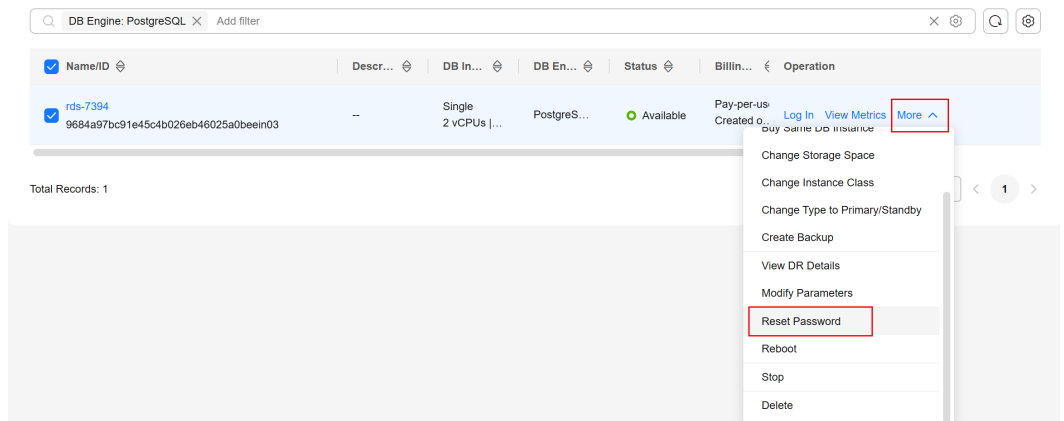 DB Engine: PostgreSQL Add filter
Name/ID Descr... DB In... DB En... Status Billin... Operation
rds-7394
9684a97bc91e45c4b026eb46025a0beein03
--
Single
2 vCPUs |...
PostgreS...
Available
Pay-per-use
Created o...
Log In View Metrics More
Buy Same DB Instance
Change Storage Space
Change Instance Class
Change Type to Primary/Standby
Create Backup
View DR Details
Modify Parameters
Reset Password
Reboot
Stop
Delete
Total Records: 1
1